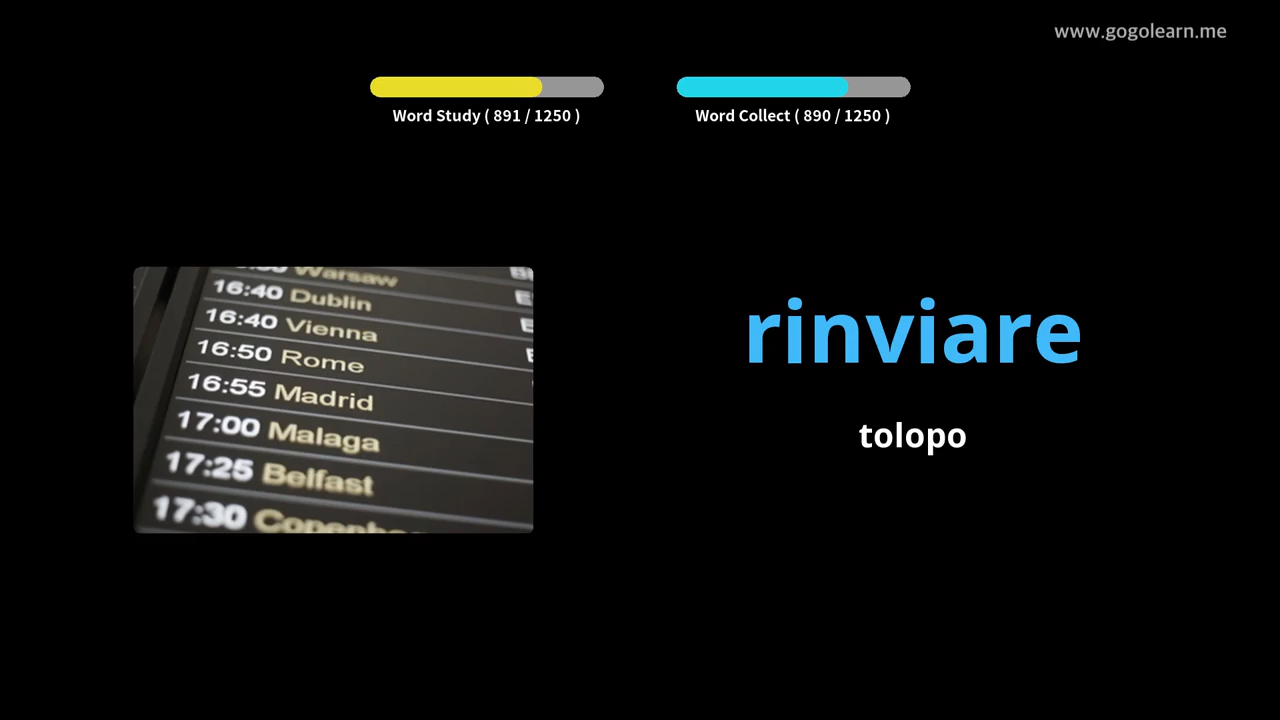 www.gogolearn.me
Word Study ( 891 / 1250 )
Word Collect ( 890 / 1250 )
Warsaw
16:40 Dublin
16:40 Vienna
16:50 Rome
16:55 Madrid
17:00 Malaga
17:25 Belfast
17:30
rinviare
tolopo